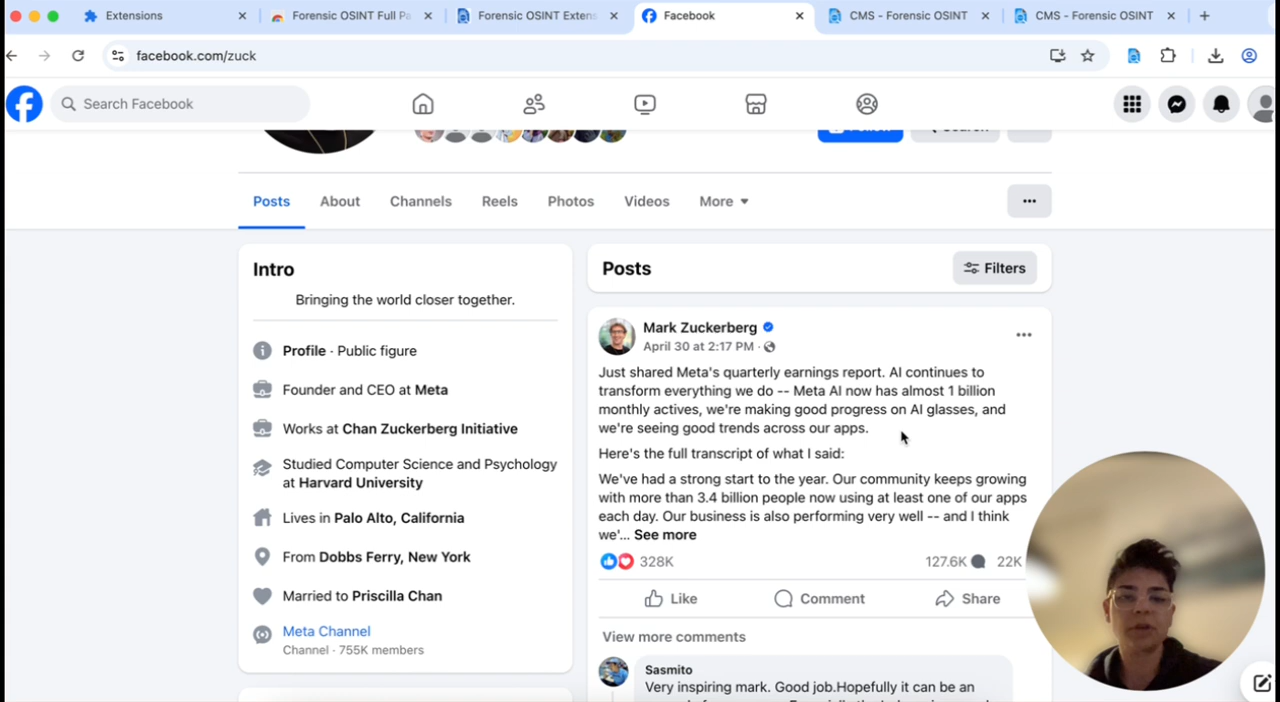 Extensions
Forensic OSINT Full Pa
Forensic OSINT Extens
Facebook
CMS - Forensic OSINT
CMS - Forensic OSINT
facebook.com/zuck
Search Facebook
Posts
About
Channels
Reels
Photos
Videos
More
Intro
Bringing the world closer together.
Profile · Public figure
Founder and CEO at Meta
Works at Chan Zuckerberg Initiative
Studied Computer Science and Psychology
at Harvard University
Lives in Palo Alto, California
From Dobbs Ferry, New York
Married to Priscilla Chan
Meta Channel
Channel · 755K members
Posts
Filters
Mark Zuckerberg
April 30 at 2:17 PM ·
Just shared Meta's quarterly earnings report. AI continues to
transform everything we do -- Meta AI now has almost 1 billion
monthly actives, we're making good progress on AI glasses, and
we're seeing good trends across our apps.
Here's the full transcript of what I said:
We've had a strong start to the year. Our community keeps growing
with more than 3.4 billion people now using at least one of our apps
each day. Our business is also performing very well -- and I think
we'... See more
328K
127.6K
22K
Like
Comment
Share
View more comments
Sasmito
Very inspiring mark. Good job.Hopefully it can be an